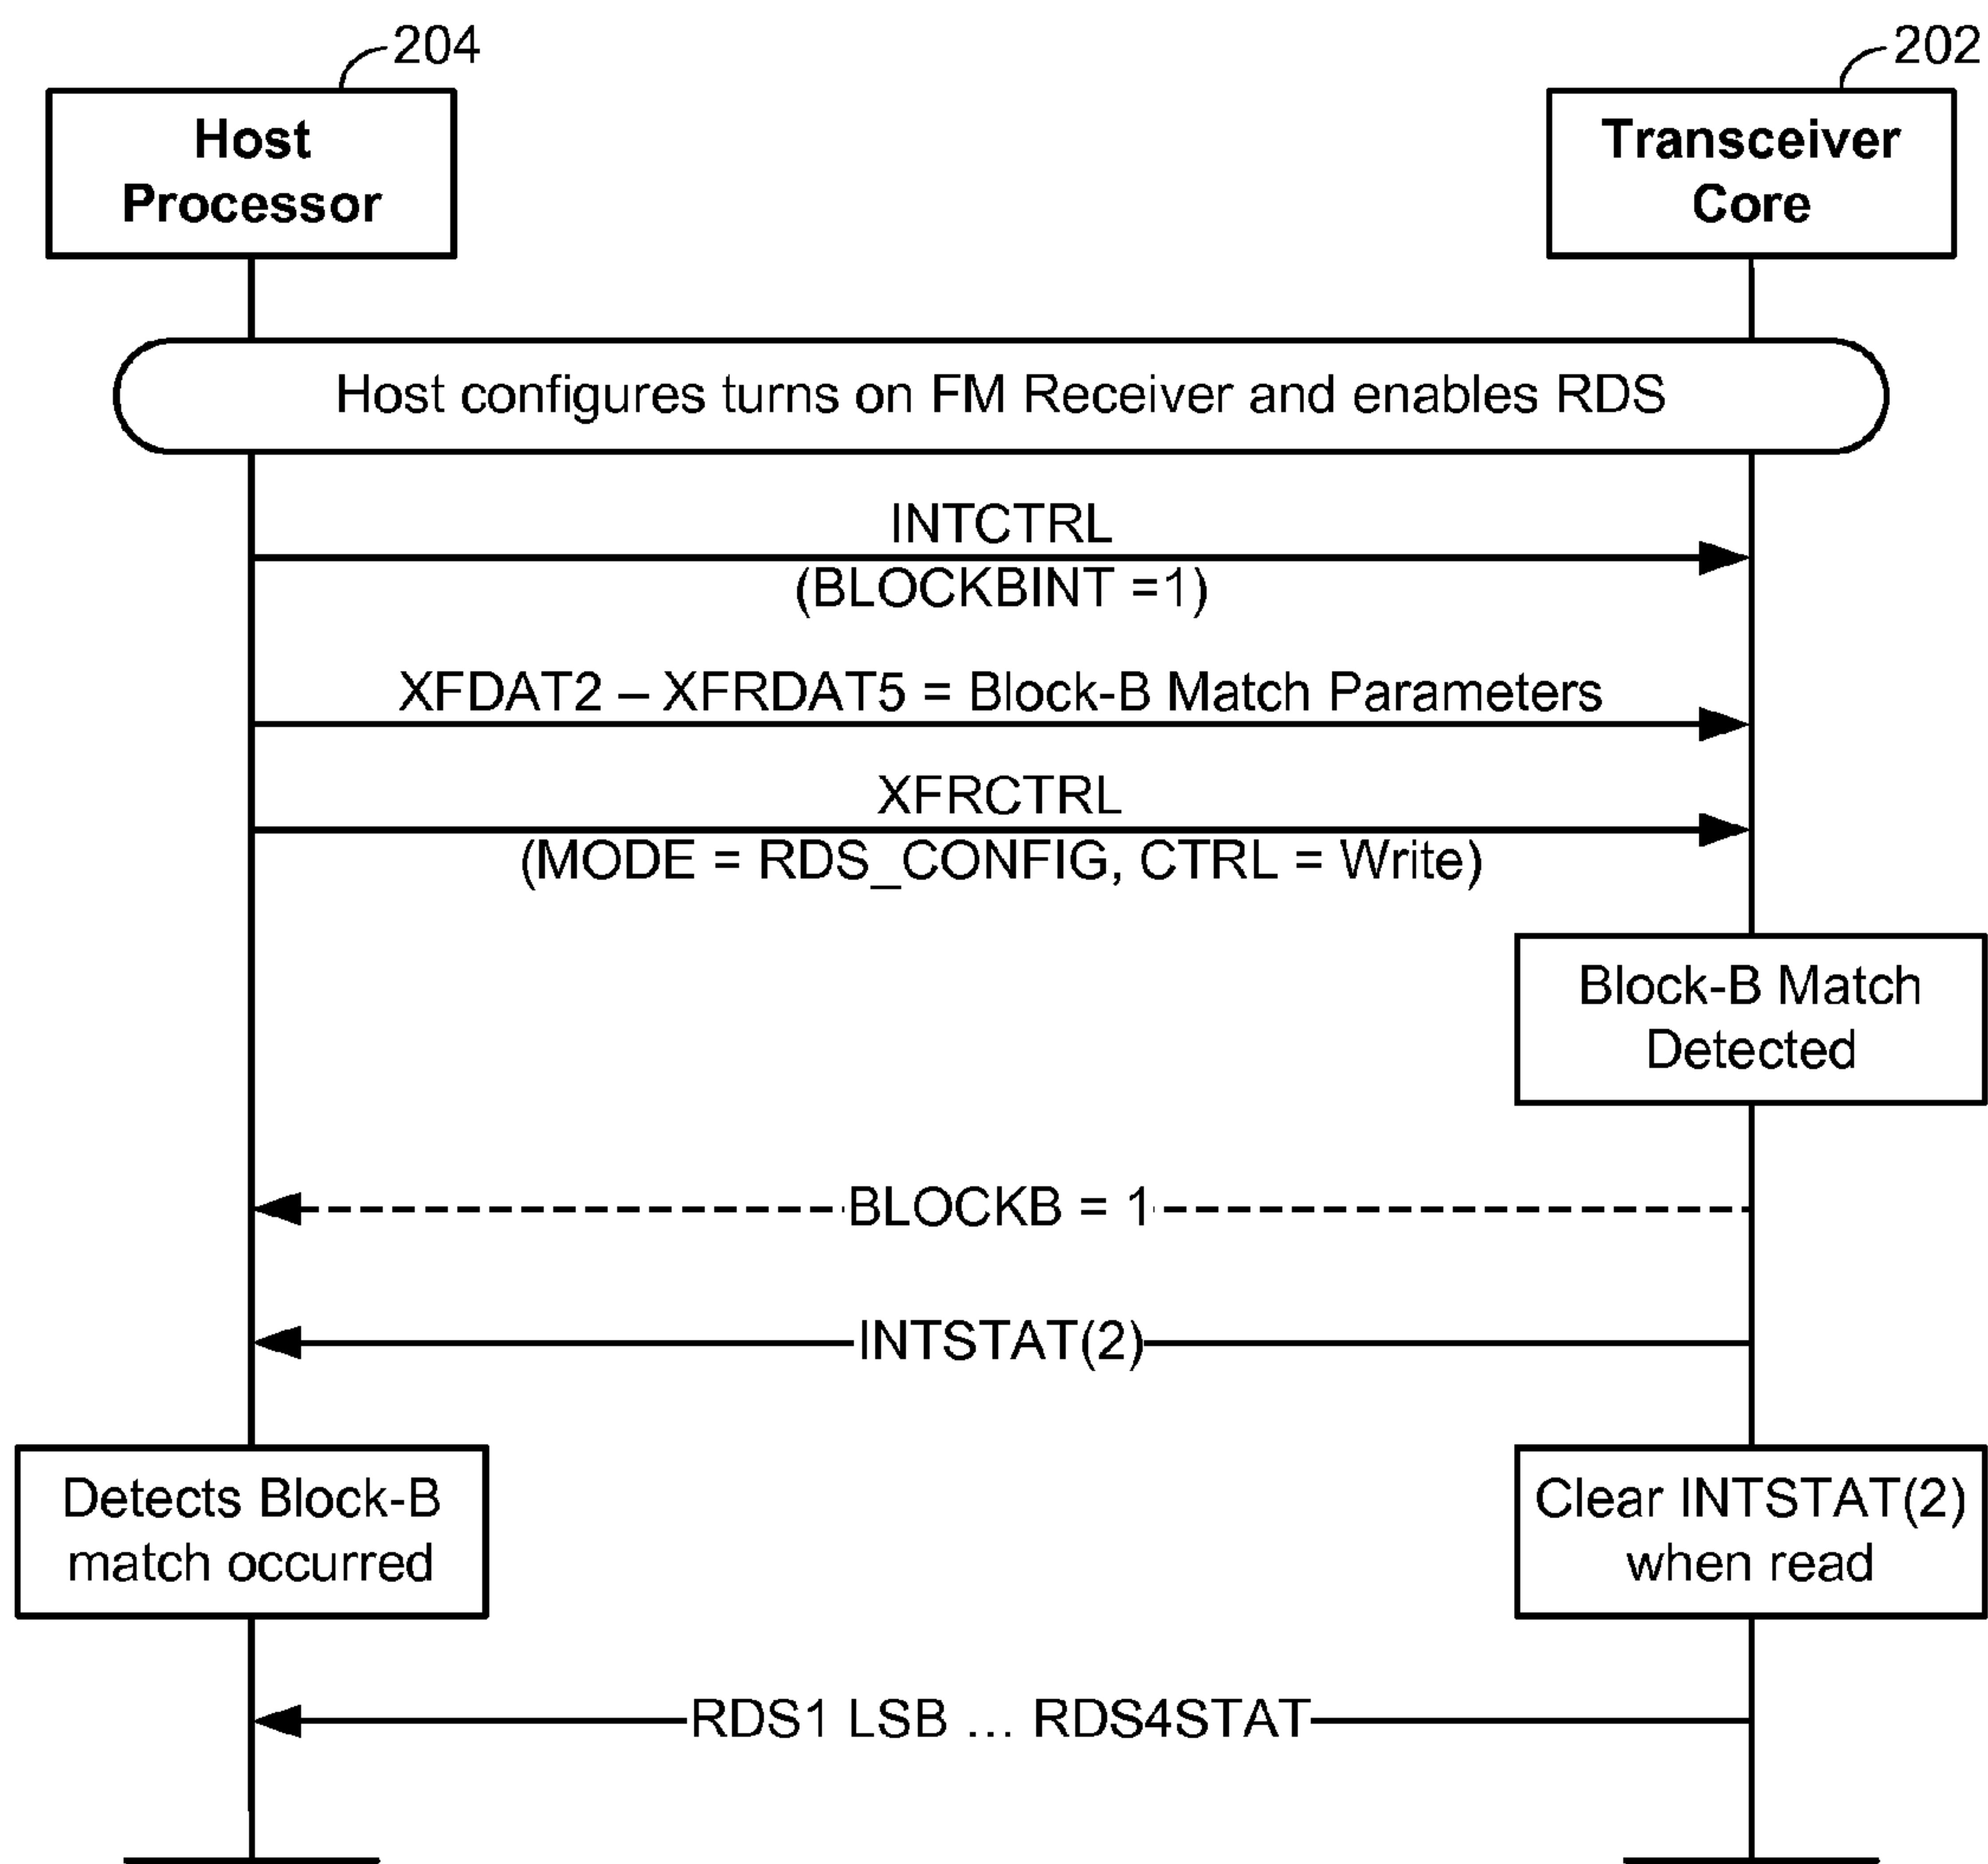 204
202
Host
Processor
Transceiver
Core
Host configures turns on FM Receiver and enables RDS
INTCTRL
(BLOCKBINT =1)
XFDAT2 – XFRDAT5 = Block-B Match Parameters
XFRCTRL
(MODE = RDS_CONFIG, CTRL = Write)
Block-B Match
Detected
BLOCKB = 1
INTSTAT(2)
Detects Block-B
match occurred
Clear INTSTAT(2)
when read
RDS1 LSB ... RDS4STAT